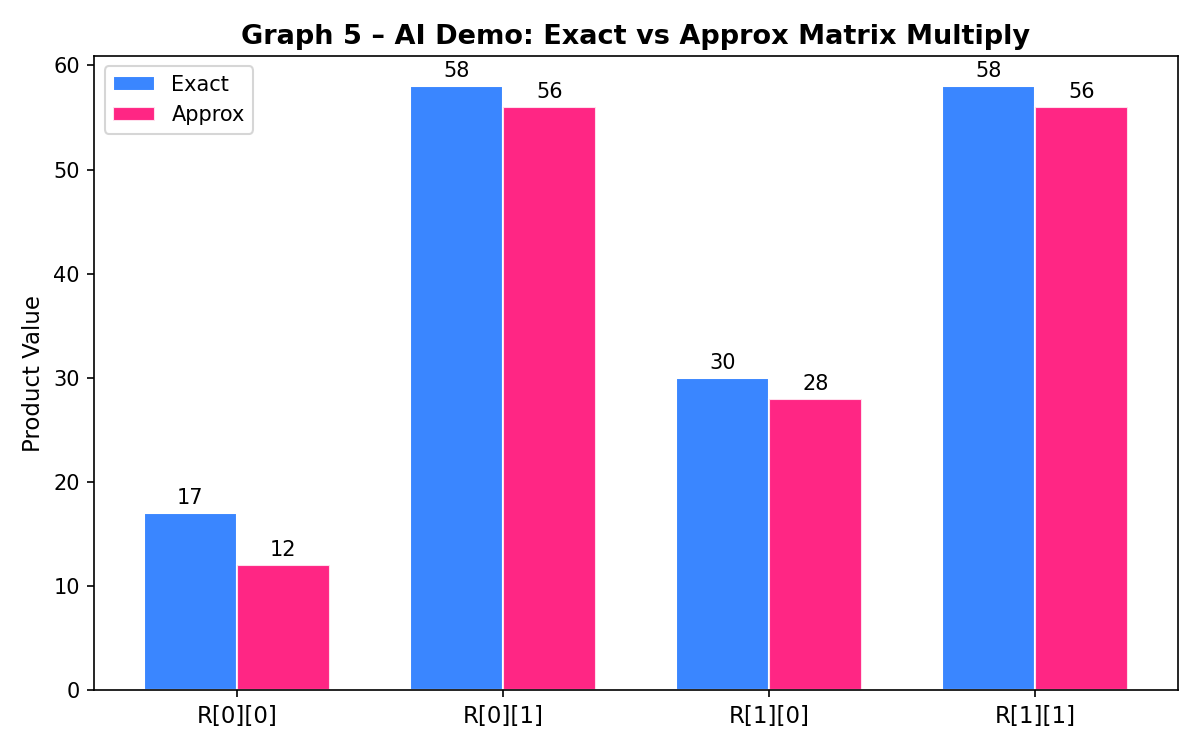 Graph 5 – AI Demo: Exact vs Approx Matrix Multiply
Exact
Approx
Product Value
60
50
40
30
20
10
0
17
12
58
56
30
28
58
56
R[0][0]
R[0][1]
R[1][0]
R[1][1]